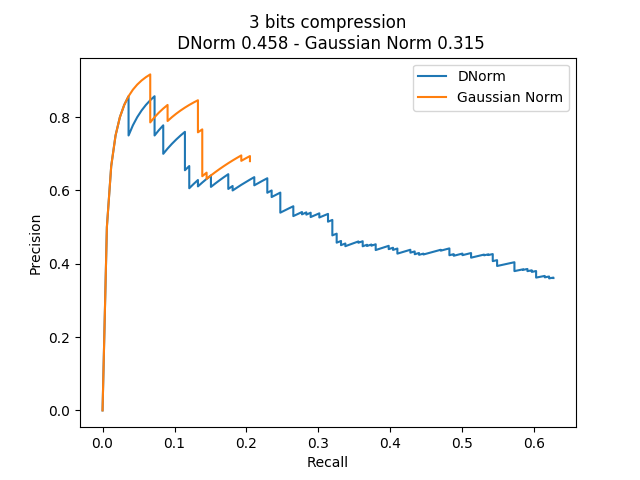 3 bits compression
DNorm 0.458 - Gaussian Norm 0.315
DNorm
Gaussian Norm
0.8
0.6
0.4
0.2
0.0
Precision
0.0 0.1 0.2 0.3 0.4 0.5 0.6
Recall